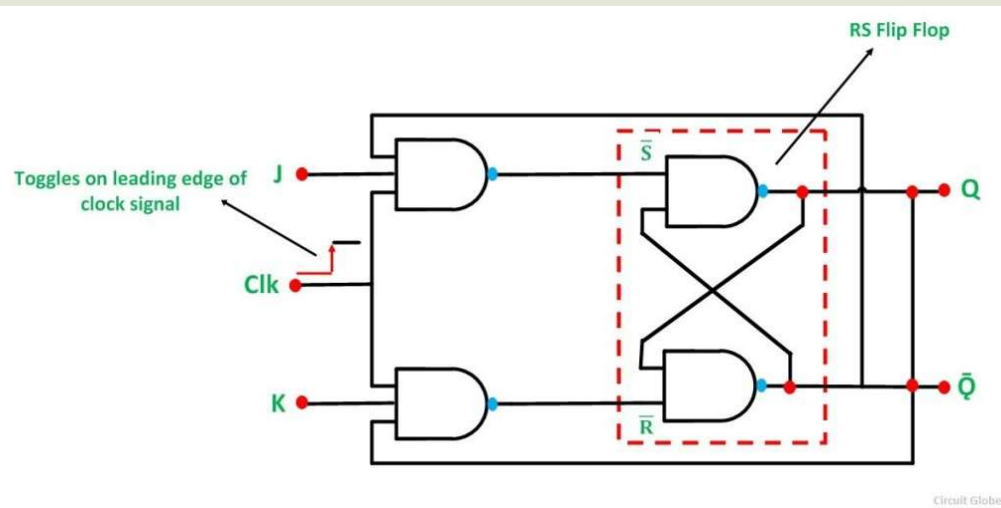 RS Flip Flop
S̅
Toggles on leading edge of
clock signal
J
Q
Clk
K
Q̅
R̅
Circuit Globe